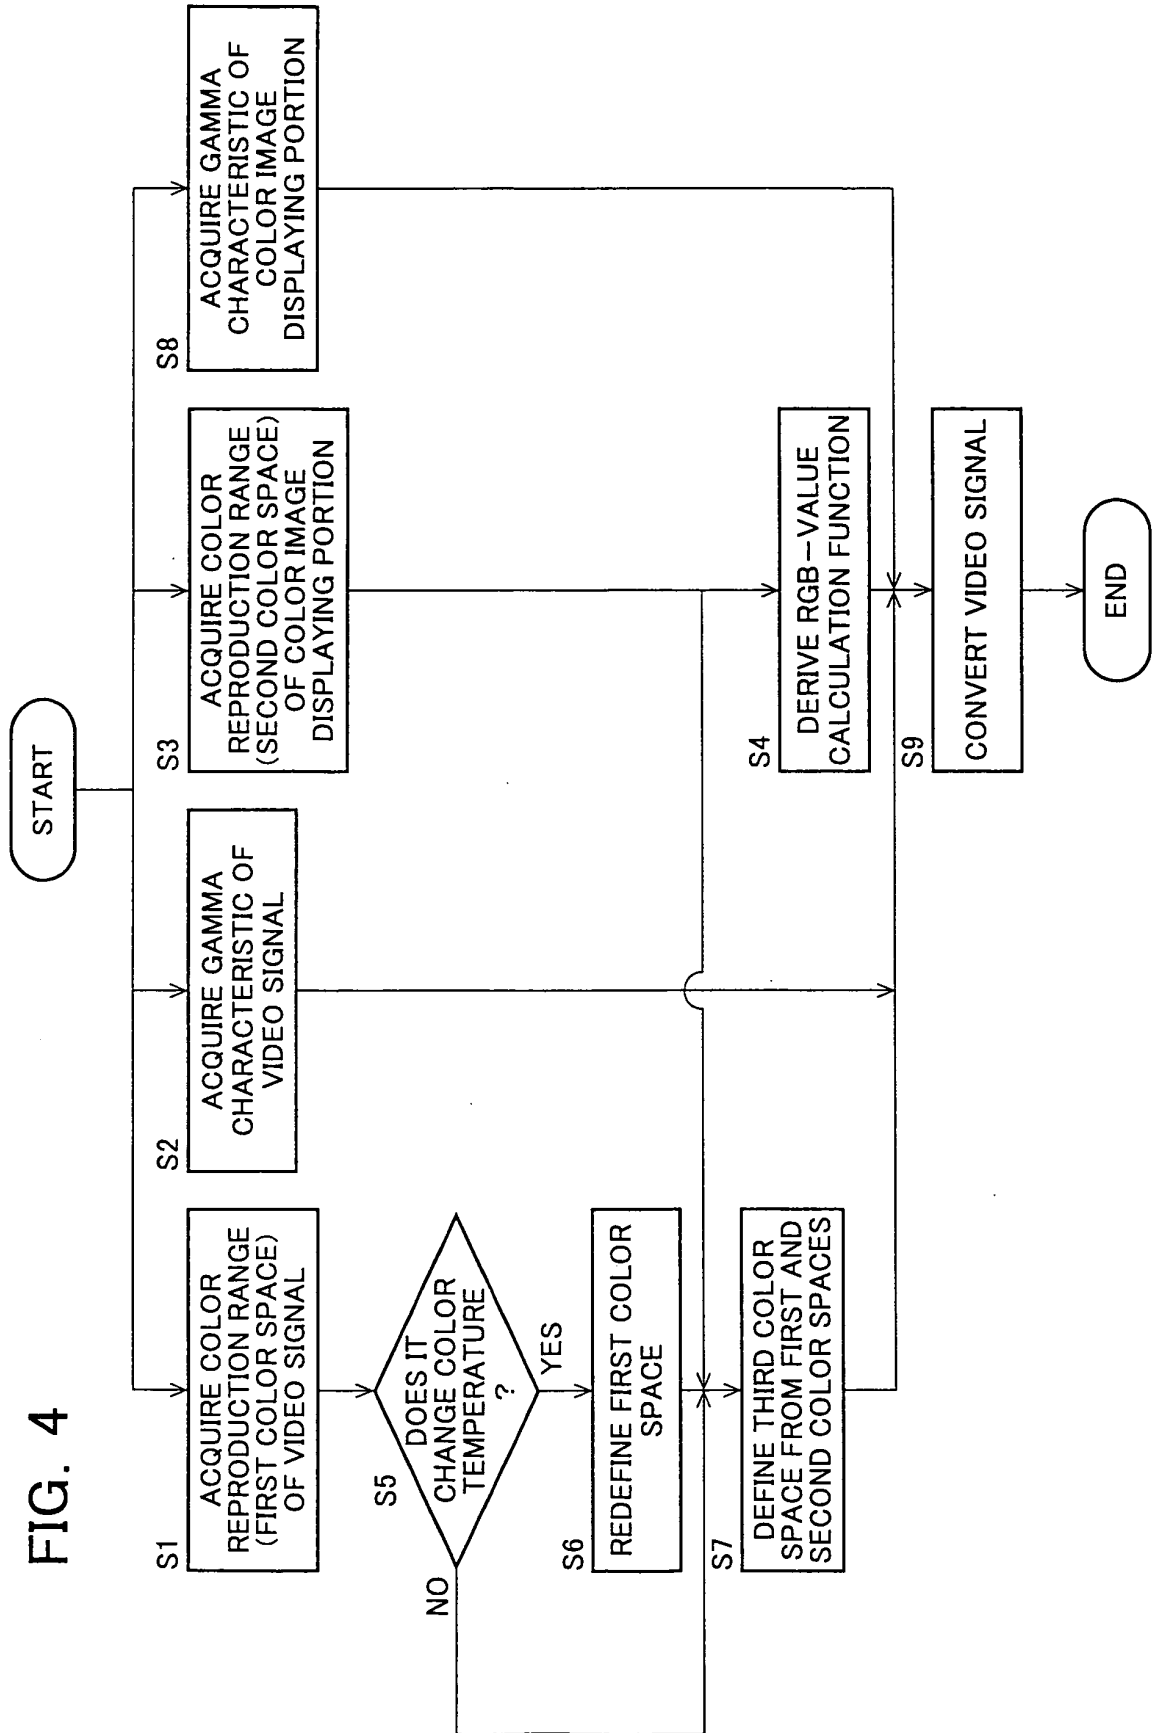 FIG. 4
START
S1
ACQUIRE COLOR
REPRODUCTION RANGE
(FIRST COLOR SPACE)
OF VIDEO SIGNAL
S2
ACQUIRE GAMMA
CHARACTERISTIC OF
VIDEO SIGNAL
S3
ACQUIRE COLOR
REPRODUCTION RANGE
(SECOND COLOR SPACE)
OF COLOR IMAGE
DISPLAYING PORTION
S8
ACQUIRE GAMMA
CHARACTERISTIC OF
COLOR IMAGE
DISPLAYING PORTION
S5
DOES IT
CHANGE COLOR
TEMPERATURE
?
NO
YES
S6
REDEFINE FIRST COLOR
SPACE
S7
DEFINE THIRD COLOR
SPACE FROM FIRST AND
SECOND COLOR SPACES
S4
DERIVE RGB-VALUE
CALCULATION FUNCTION
S9
CONVERT VIDEO SIGNAL
END